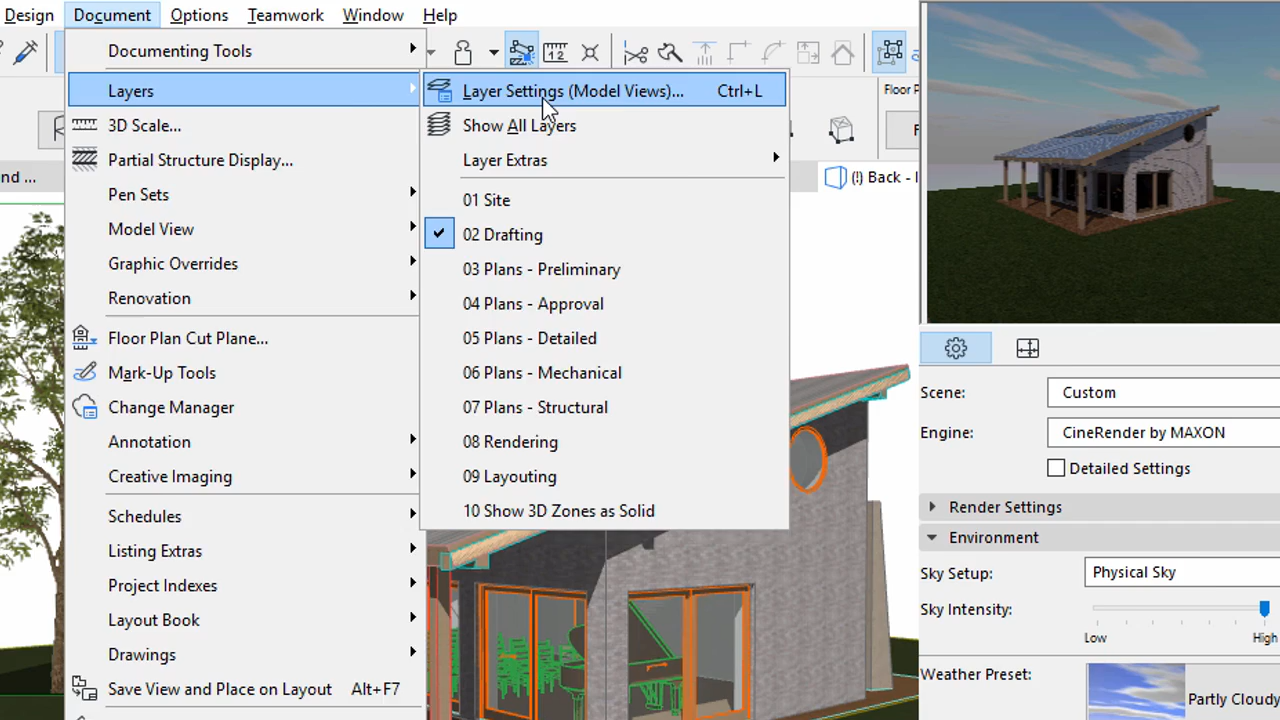 Design Document Options Teamwork Window Help
Documenting Tools
Layers
3D Scale...
Partial Structure Display...
Pen Sets
Model View
Graphic Overrides
Renovation
Floor Plan Cut Plane...
Mark-Up Tools
Change Manager
Annotation
Creative Imaging
Schedules
Listing Extras
Project Indexes
Layout Book
Drawings
Save View and Place on Layout Alt+F7
Layer Settings (Model Views)... Ctrl+L
Show All Layers
Layer Extras
01 Site
02 Drafting
03 Plans - Preliminary
04 Plans - Approval
05 Plans - Detailed
06 Plans - Mechanical
07 Plans - Structural
08 Rendering
09 Layouting
10 Show 3D Zones as Solid
nd ...
Floor P
F
(!) Back - I
Scene: Custom
Engine: CineRender by MAXON
Detailed Settings
Render Settings
Environment
Sky Setup: Physical Sky
Sky Intensity:
Low High
Weather Preset: Partly Cloudy